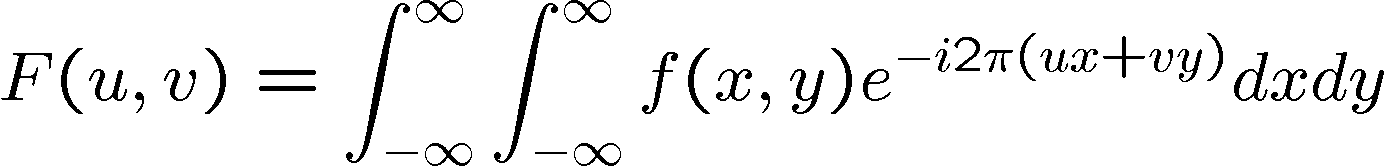 F(u, v) = ∫_{-∞}^{∞} ∫_{-∞}^{∞} f(x, y)e^{-i2π(ux+vy)}dxdy